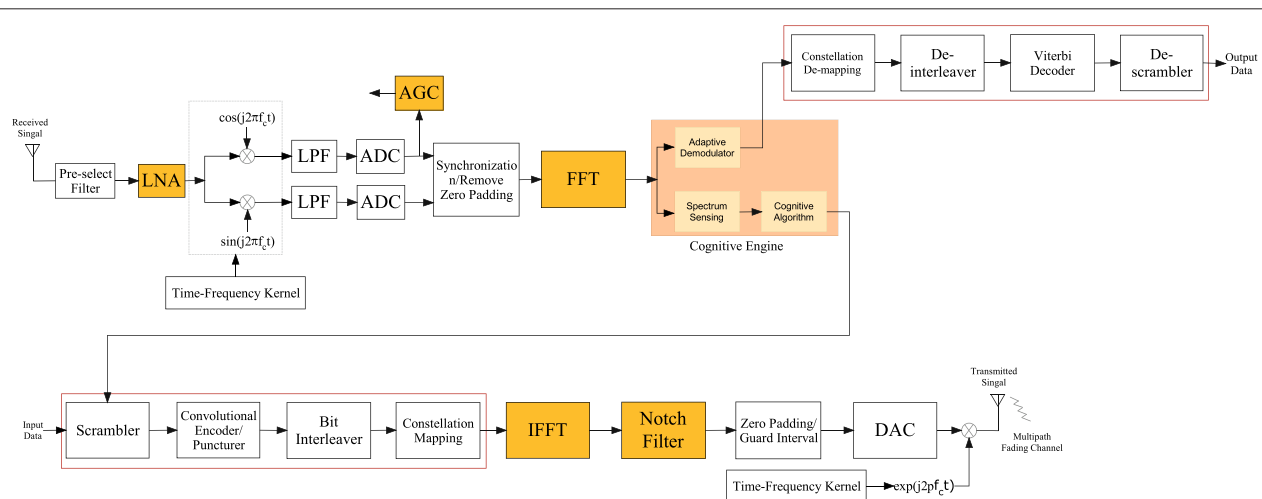 Constellation
De-mapping
De-
interleaver
Viterbi
Decoder
De-
scrambler
Output
Data
AGC
cos(j2πf_ct)
Received
Singal
Pre-select
Filter
LNA
LPF
ADC
LPF
ADC
sin(j2πf_ct)
Time-Frequency Kernel
Synchronizatio
n/Remove
Zero Padding
FFT
Adaptive
Demodulator
Spectrum
Sensing
Cognitive
Algorithm
Cognitive Engine
Input
Data
Scrambler
Convolutional
Encoder/
Puncturer
Bit
Interleaver
Constellation
Mapping
IFFT
Notch
Filter
Zero Padding/
Guard Interval
DAC
Transmitted
Singal
Multipath
Fading Channel
Time-Frequency Kernel
exp(j2pf_ct)